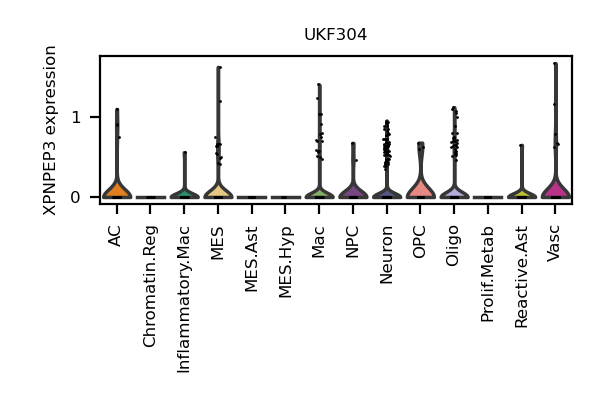 UKF304
XPNPEP3 expression
1
0
AC
Chromatin.Reg
Inflammatory.Mac
MES
MES.Ast
MES.Hyp
Mac
NPC
Neuron
OPC
Oligo
Prolif.Metab
Reactive.Ast
Vasc